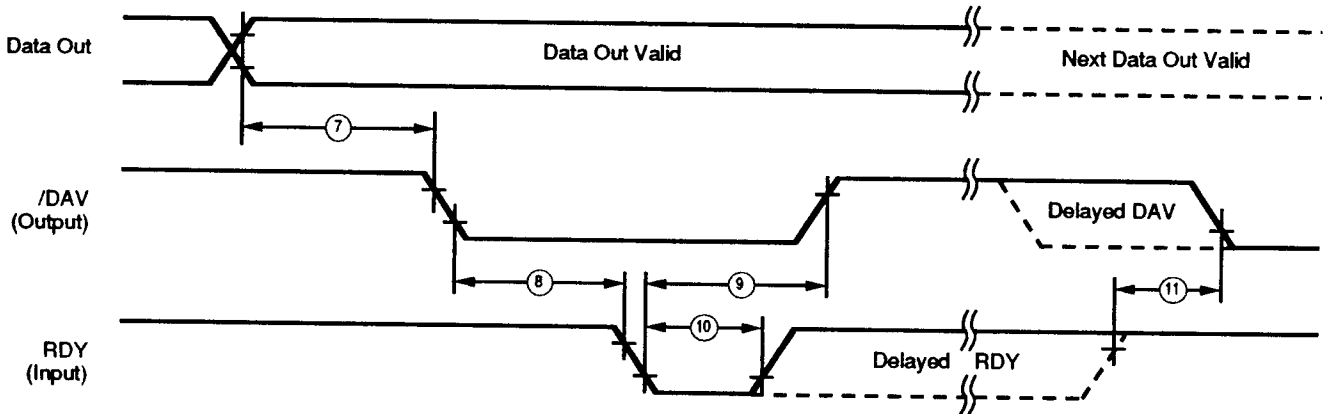 Data Out
Data Out Valid
Next Data Out Valid
7
/DAV
(Output)
Delayed DAV
8
9
11
10
RDY
(Input)
Delayed RDY